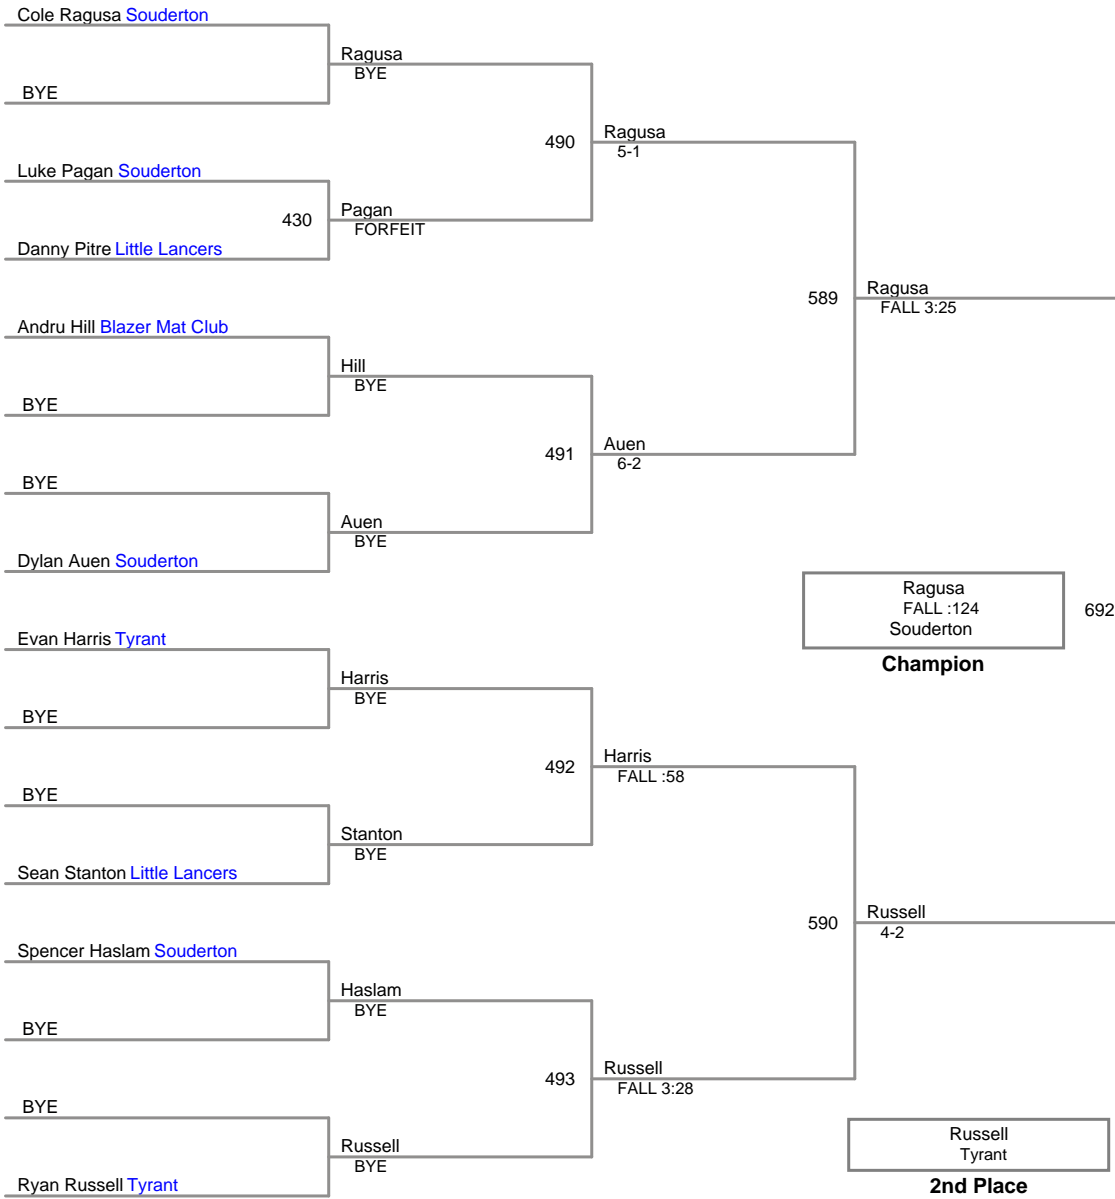 Cole Ragusa Souderton
Ragusa
BYE
BYE
490
Ragusa
5-1
Luke Pagan Souderton
430
Pagan
FORFEIT
Danny Pitre Little Lancers
589
Ragusa
FALL 3:25
Andru Hill Blazer Mat Club
Hill
BYE
BYE
491
Auen
6-2
BYE
Auen
BYE
Dylan Auen Souderton
Ragusa
FALL :124
Souderton
692
Champion
Evan Harris Tyrant
Harris
BYE
BYE
492
Harris
FALL :58
BYE
Stanton
BYE
Sean Stanton Little Lancers
590
Russell
4-2
Spencer Haslam Souderton
Haslam
BYE
BYE
493
Russell
FALL 3:28
BYE
Russell
BYE
Ryan Russell Tyrant
Russell
Tyrant
2nd Place